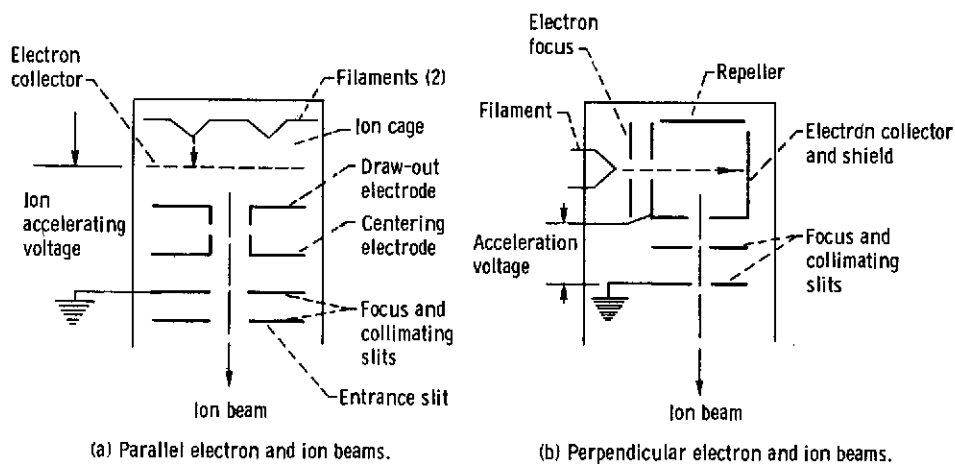 Electron
collector
Filaments (2)
Ion cage
Draw-out
electrode
Ion
accelerating
voltage
Centering
electrode
Focus and
collimating
slits
Entrance slit
Ion beam
(a) Parallel electron and ion beams.
Electron
focus
Repeller
Filament
Electron collector
and shield
Acceleration
voltage
Focus and
collimating
slits
Ion beam
(b) Perpendicular electron and ion beams.